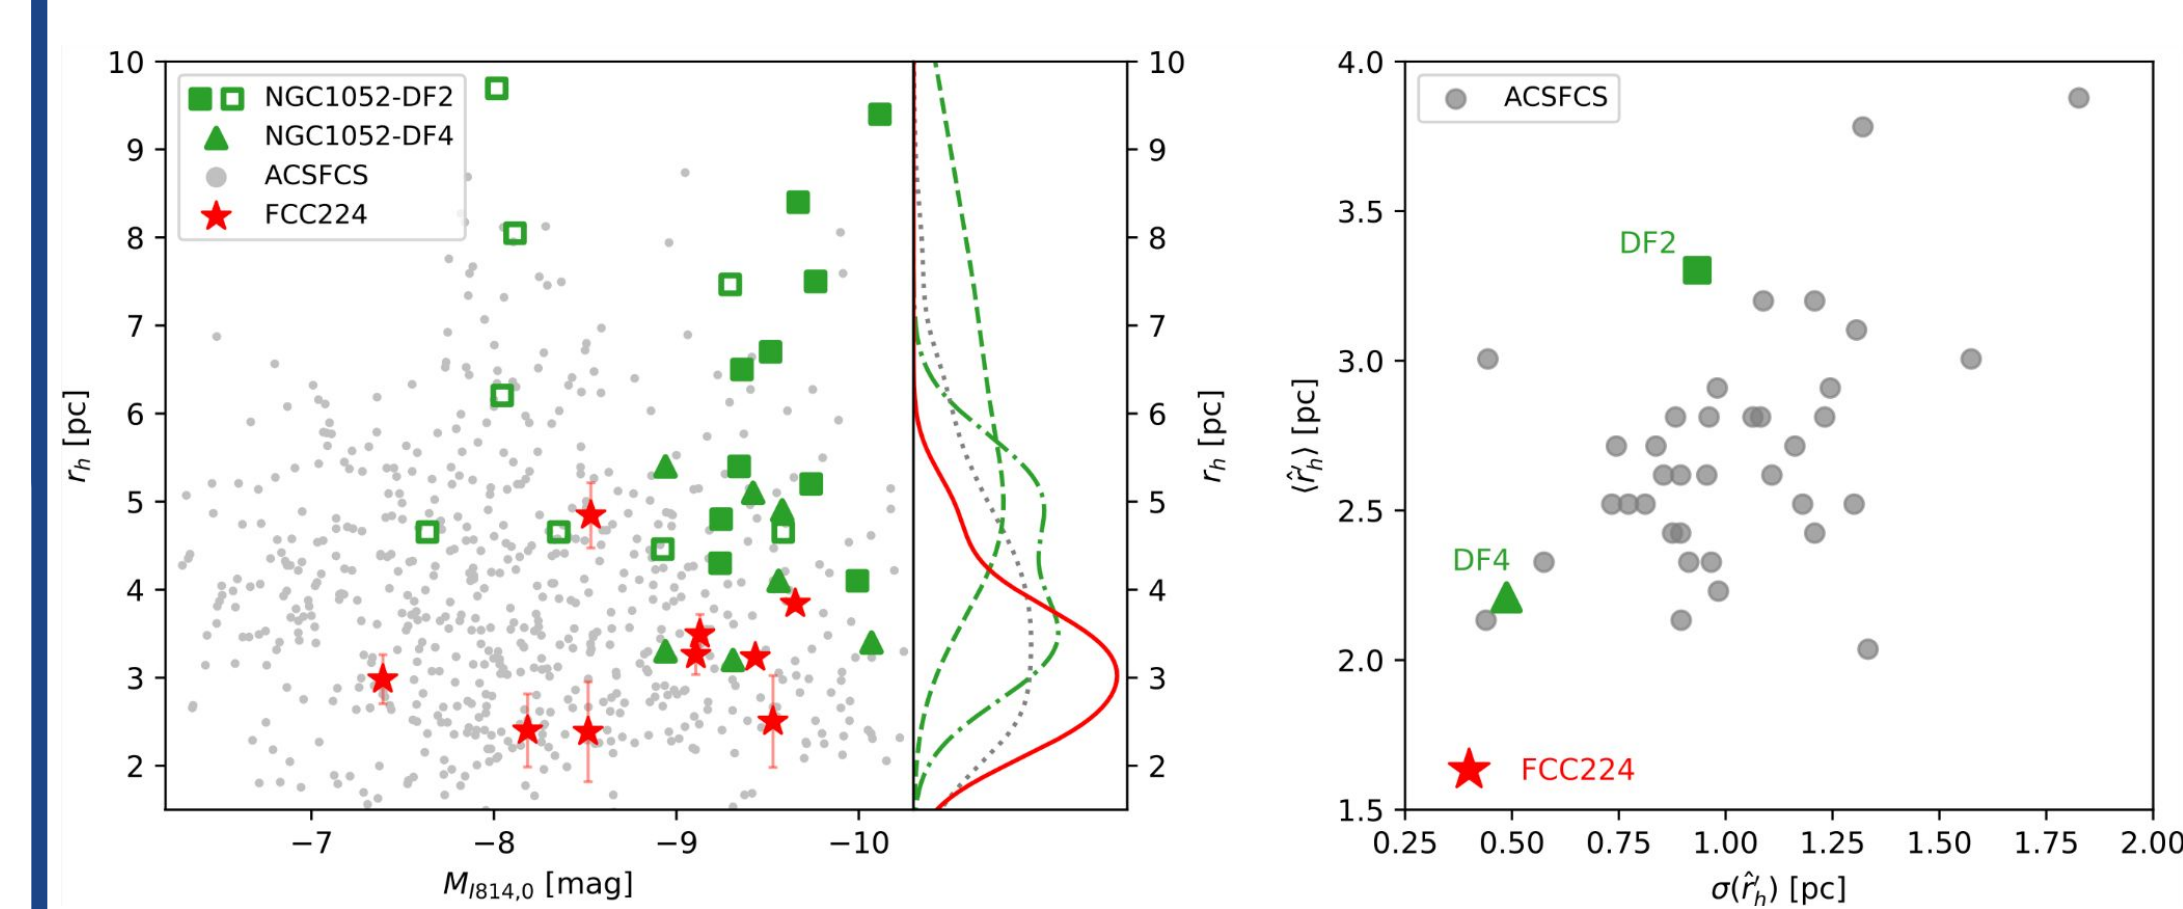 NGC1052-DF2
NGC1052-DF4
ACSFCS
FCC224
10
9
8
7
6
5
4
3
2
r_h [pc]
−7 −8 −9 −10
M_I814,0 [mag]
10
9
8
7
6
5
4
3
2
r_h [pc]
ACSFCS
4.0
3.5
3.0
2.5
2.0
1.5
⟨r̂′_h⟩ [pc]
DF2
DF4
FCC224
0.25 0.50 0.75 1.00 1.25 1.50 1.75 2.00
σ(r̂′_h) [pc]